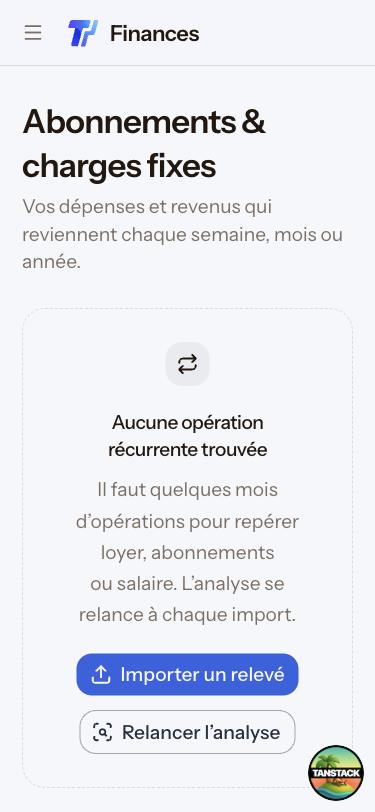 Finances
Abonnements &
charges fixes
Vos dépenses et revenus qui
reviennent chaque semaine, mois ou
année.
Aucune opération
récurrente trouvée
Il faut quelques mois
d’opérations pour repérer
loyer, abonnements
ou salaire. L’analyse se
relance à chaque import.
Importer un relevé
Relancer l’analyse
TANSTACK